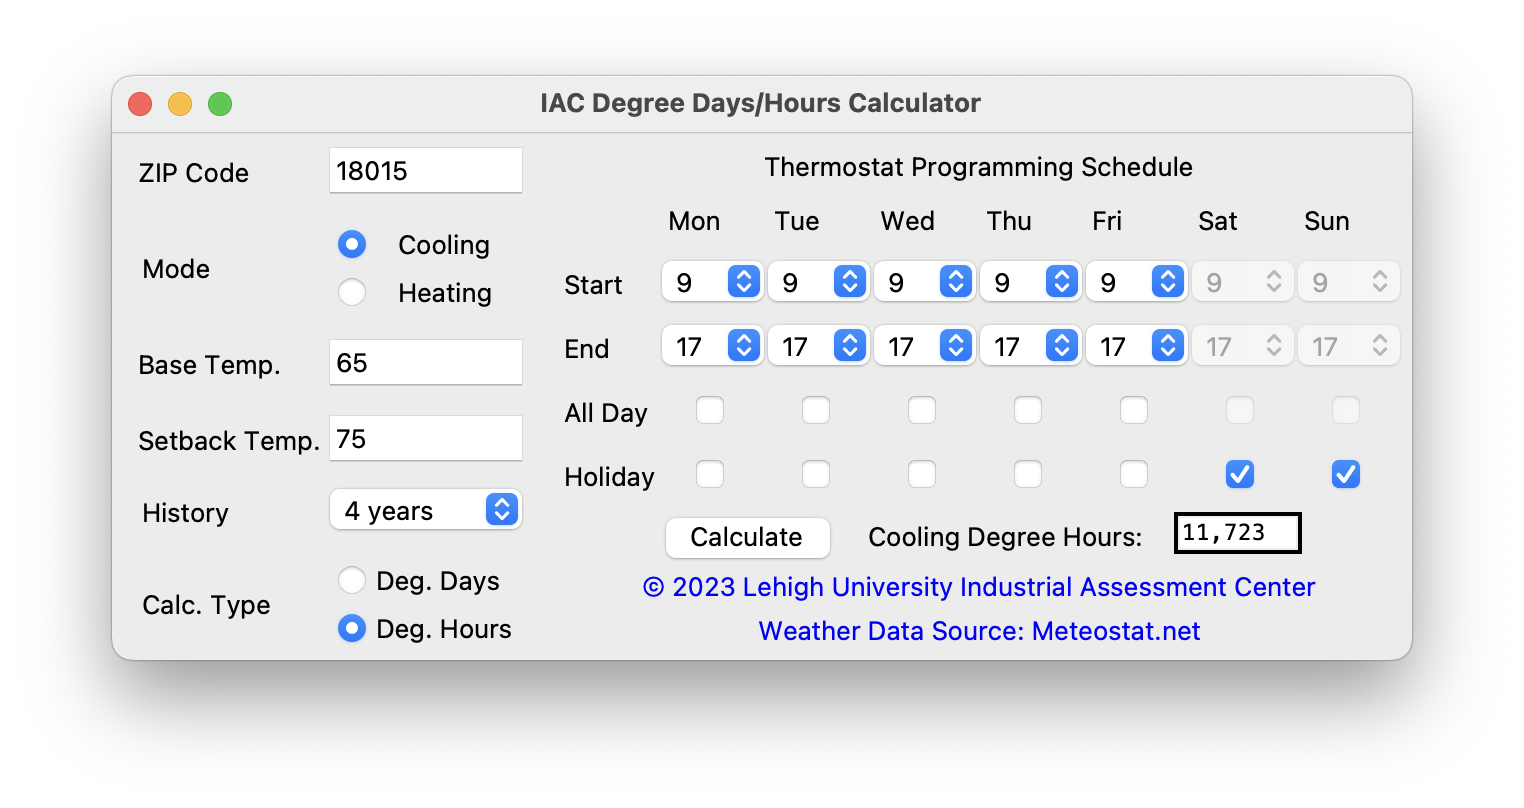 IAC Degree Days/Hours Calculator
ZIP Code 18015
Mode
Cooling
Heating
Base Temp. 65
Setback Temp. 75
History 4 years
Calc. Type
Deg. Days
Deg. Hours
Thermostat Programming Schedule
Mon Tue Wed Thu Fri Sat Sun
Start 9 9 9 9 9 9 9
End 17 17 17 17 17 17 17
All Day
Holiday
Calculate Cooling Degree Hours: 11,723
© 2023 Lehigh University Industrial Assessment Center
Weather Data Source: Meteostat.net